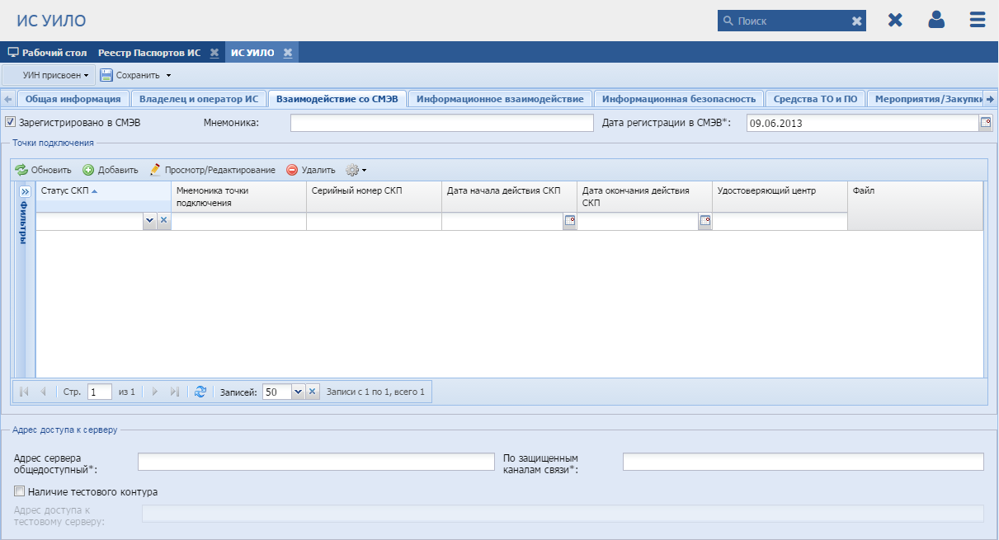 ИС УИЛО
Поиск
Рабочий стол Реестр Паспортов ИС ИС УИЛО
УИН присвоен Сохранить
Общая информация Владелец и оператор ИС Взаимодействие со СМЭВ Информационное взаимодействие Информационная безопасность Средства ТО и ПО Мероприятия/Закупки
Зарегистрировано в СМЭВ Мнемоника: Дата регистрации в СМЭВ*: 09.06.2013
Точки подключения
Обновить Добавить Просмотр/Редактирование Удалить
Фильтры
Статус СКП Мнемоника точки подключения Серийный номер СКП Дата начала действия СКП Дата окончания действия СКП Удостоверяющий центр Файл
Стр. 1 из 1 Записей: 50 Записи с 1 по 1, всего 1
Адрес доступа к серверу
Адрес сервера общедоступный*: По защищенным каналам связи*:
Наличие тестового контура
Адрес доступа к
тестовому серверу: